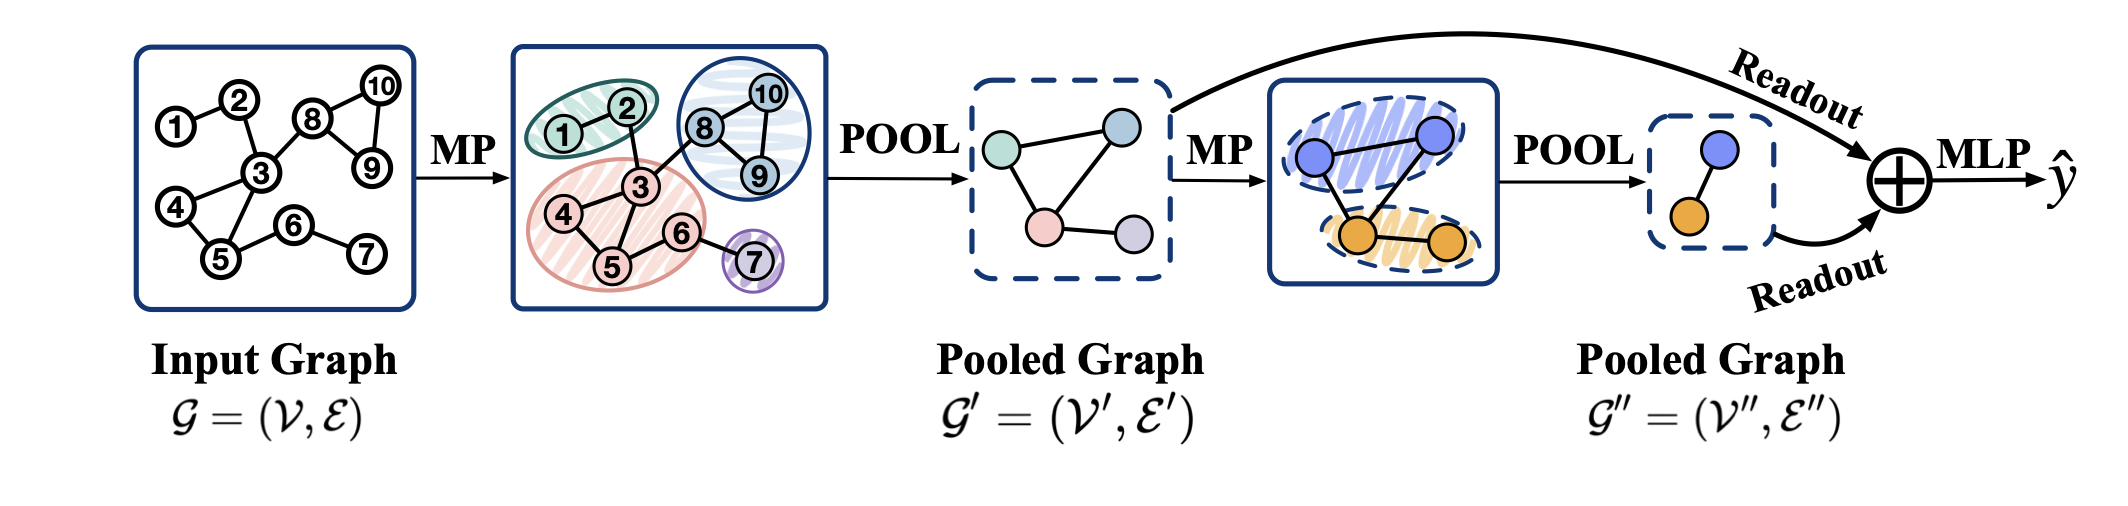 1
2
3
4
5
6
7
8
9
10
MP
1
2
3
4
5
6
7
8
9
10
POOL
MP
POOL
Readout
Readout
MLP
ŷ
Input Graph
𝒢 = (𝒱, ℰ)
Pooled Graph
𝒢′ = (𝒱′, ℰ′)
Pooled Graph
𝒢″ = (𝒱″, ℰ″)